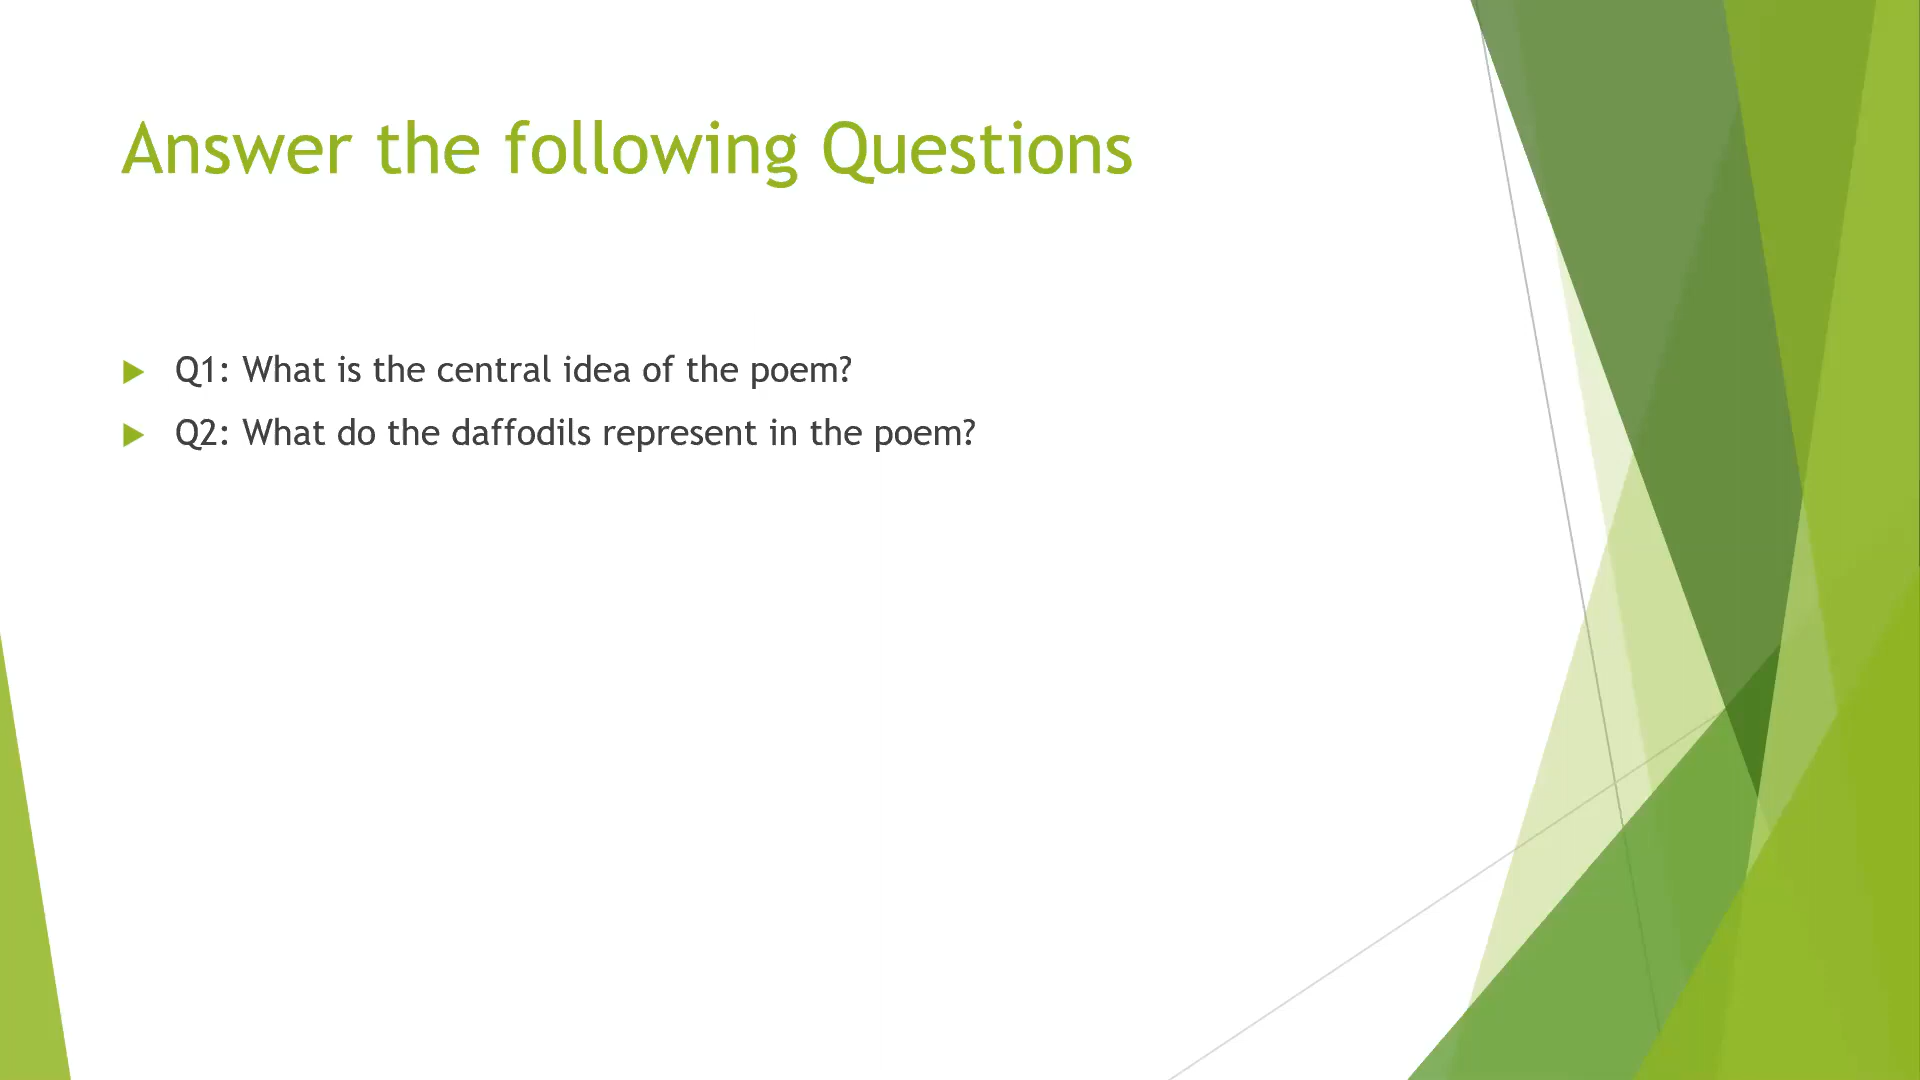 Answer the following Questions
Q1: What is the central idea of the poem?
Q2: What do the daffodils represent in the poem?